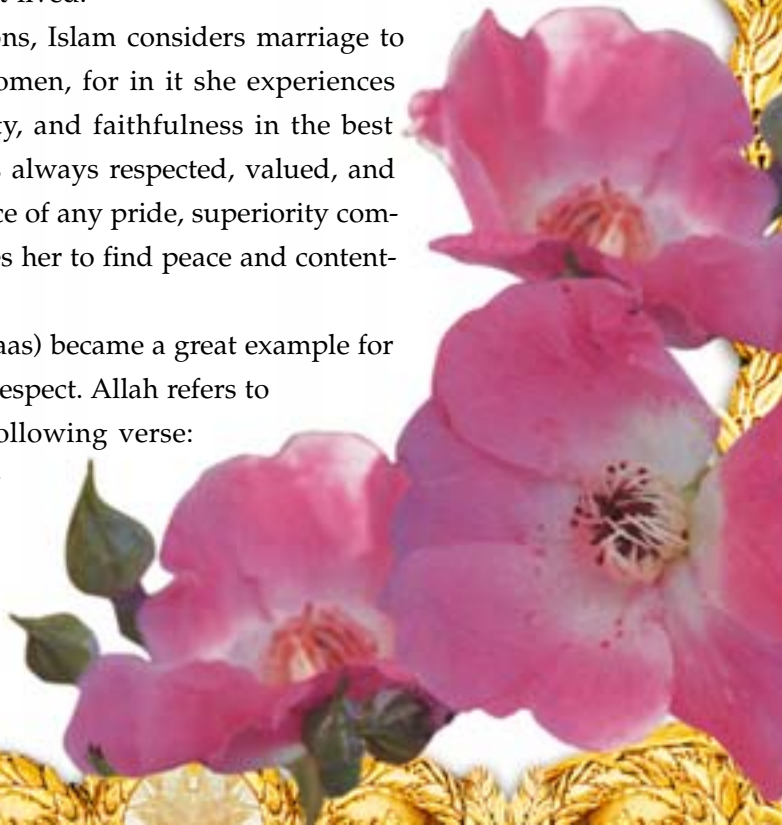 lived.
ons, Islam considers marriage to
omen, for in it she experiences
ty, and faithfulness in the best
always respected, valued, and
ce of any pride, superiority com-
es her to find peace and content-
aas) became a great example for
espect. Allah refers to
ollowing verse: